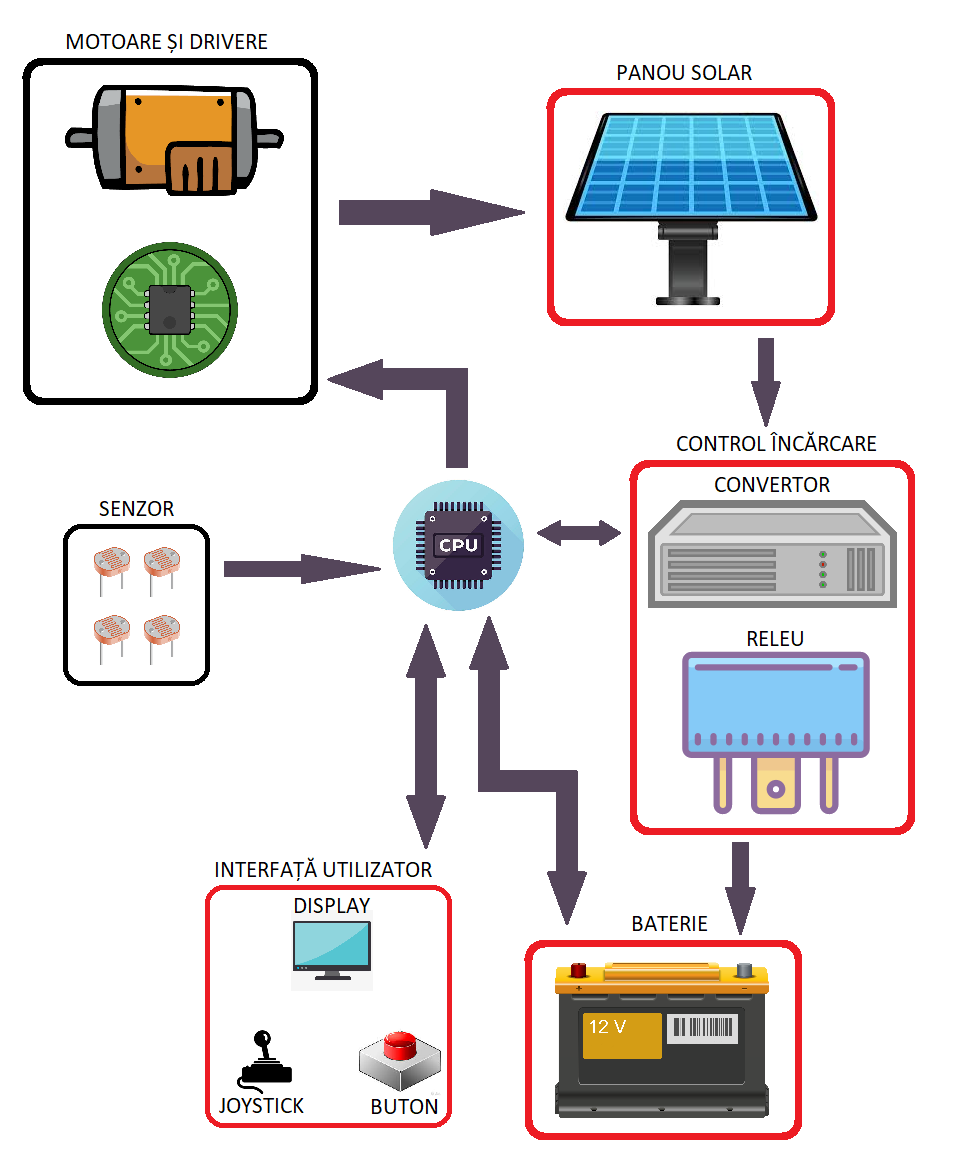 MOTOARE ȘI DRIVERE
PANOU SOLAR
CONTROL ÎNCĂRCARE
CONVERTOR
SENZOR
CPU
RELEU
INTERFAȚĂ UTILIZATOR
DISPLAY
BATERIE
+ -
12 V
JOYSTICK
BUTON